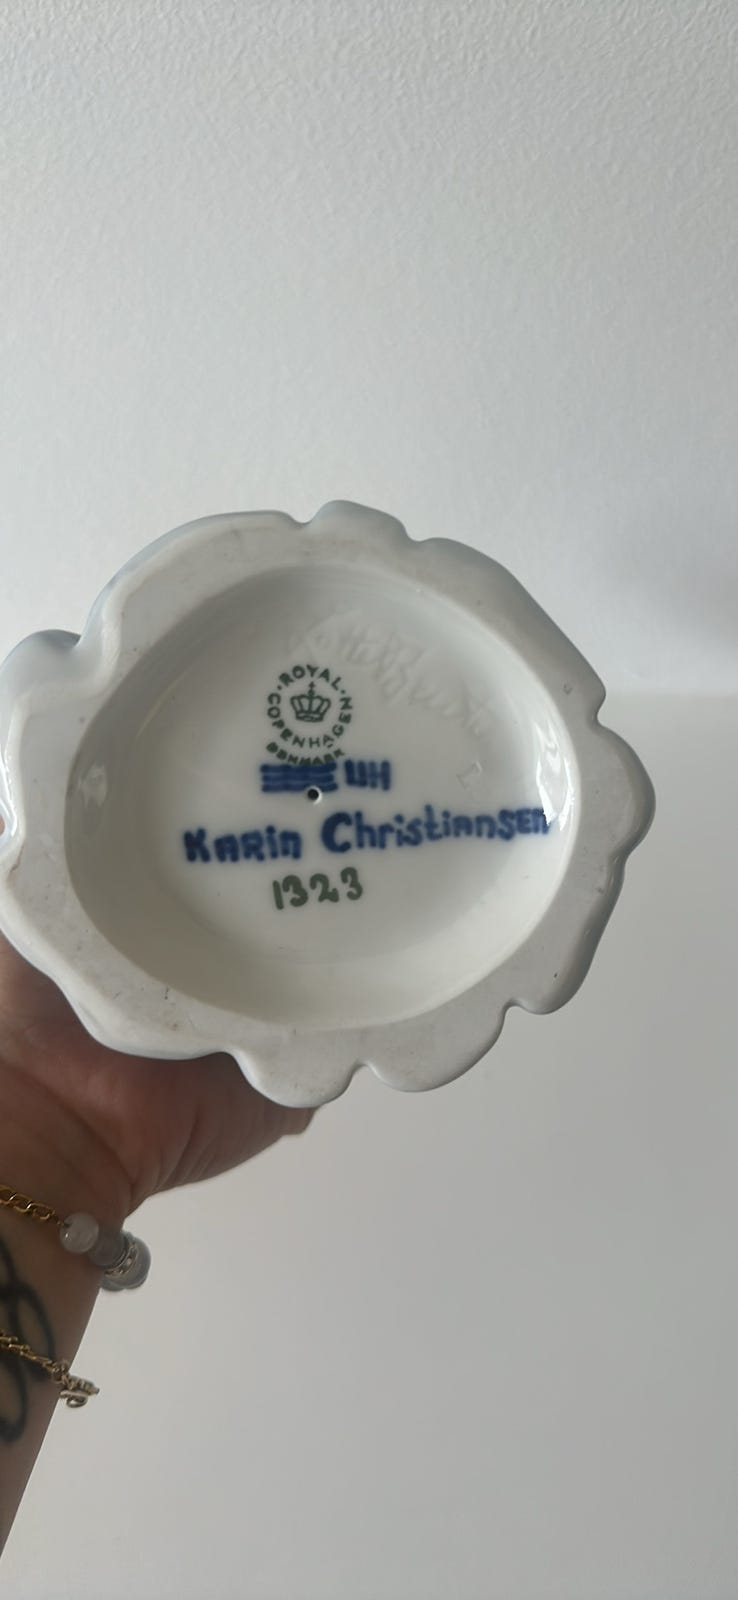 ROYAL COPENHAGEN
DENMARK
UH
L
KARIN Christiansen
1323